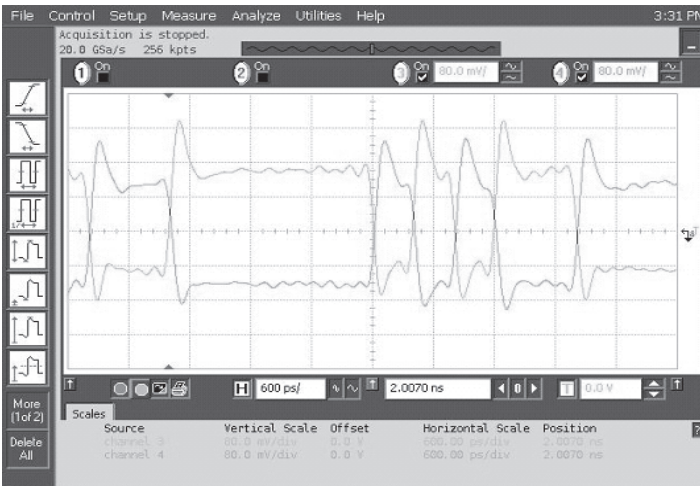 File Control Setup Measure Analyze Utilities Help 3:31 PM
Acquisition is stopped.
20.0 GSa/s 256 kpts
1 On 2 On 3 On 80.0 mV/ 4 On 80.0 mV/
H 600 ps/ 2.0070 ns 0 T 0.0 V
More
(1of 2)
Delete
All
Scales
Source Vertical Scale Offset Horizontal Scale Position
channel 3 80.0 mV/div 0.0 V 600.00 ps/div 2.0070 ns
channel 4 80.0 mV/div 0.0 V 600.00 ps/div 2.0070 ns